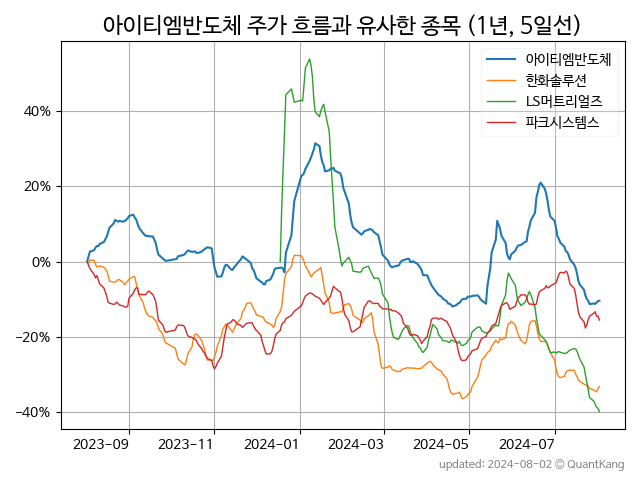 아이티엠반도체 주가 흐름과 유사한 종목 (1년, 5일선)
아이티엠반도체
한화솔루션
LS머트리얼즈
파크시스템스
40%
20%
0%
−20%
−40%
2023-09 2023-11 2024-01 2024-03 2024-05 2024-07
updated: 2024-08-02 © QuantKang